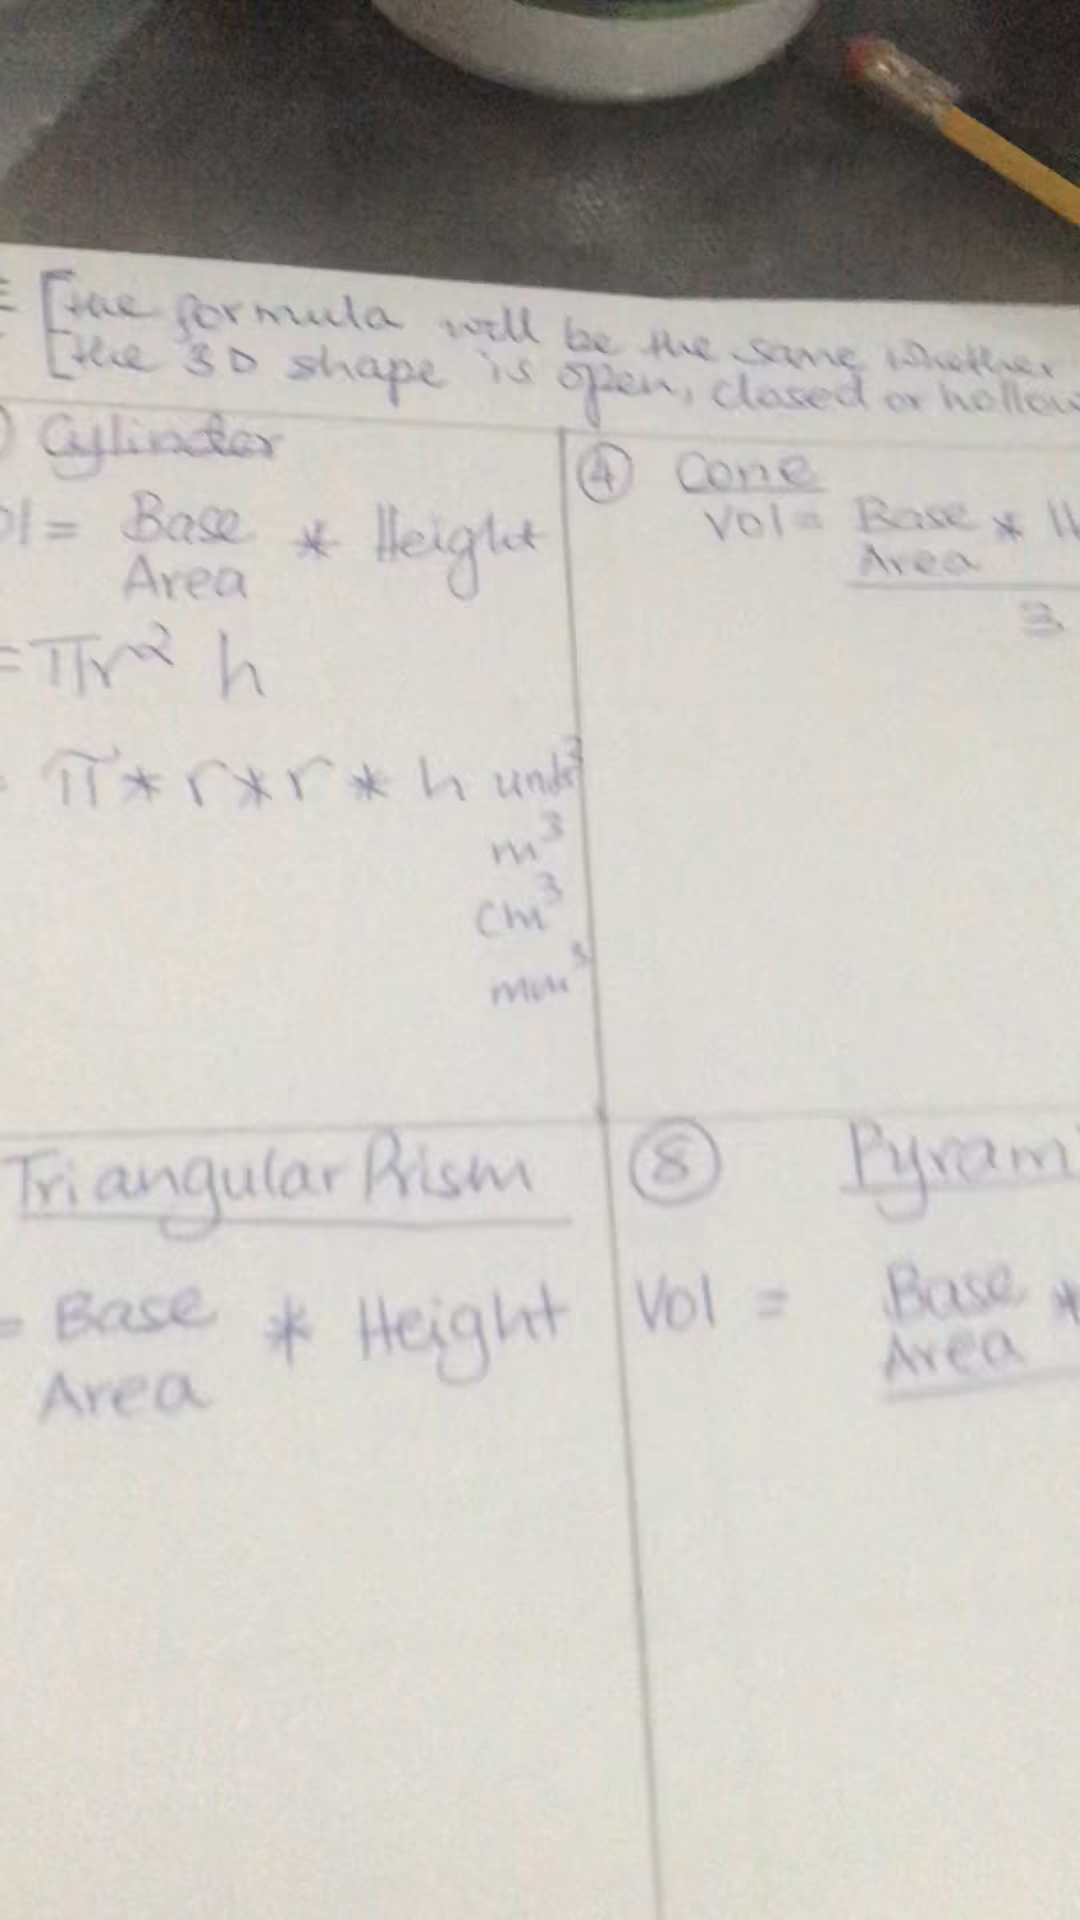 [the formula will be the same whether
[the 3D shape is open, closed or hollow
Cylinder
= Base * Height
Area
= πr² h
π * r * r * h units³
m³
cm³
mm³
④ Cone
Vol = Base *
Area
3
Triangular Prism
= Base * Height
Area
⑧
Vol = Base *
Area